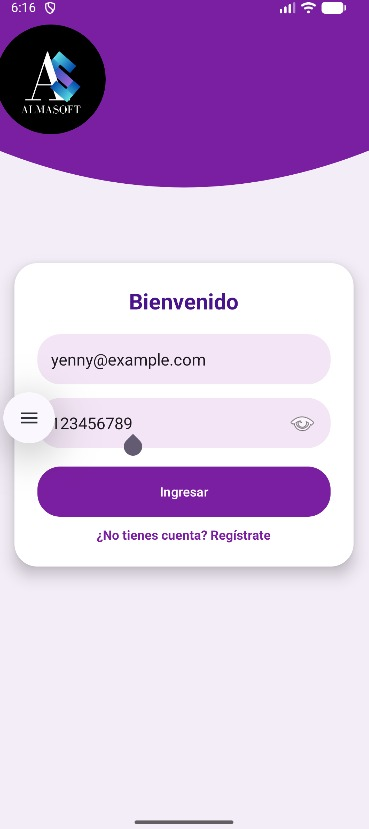 6:16
AS
ALMASOFT
Bienvenido
yenny@example.com
123456789
Ingresar
¿No tienes cuenta? Regístrate